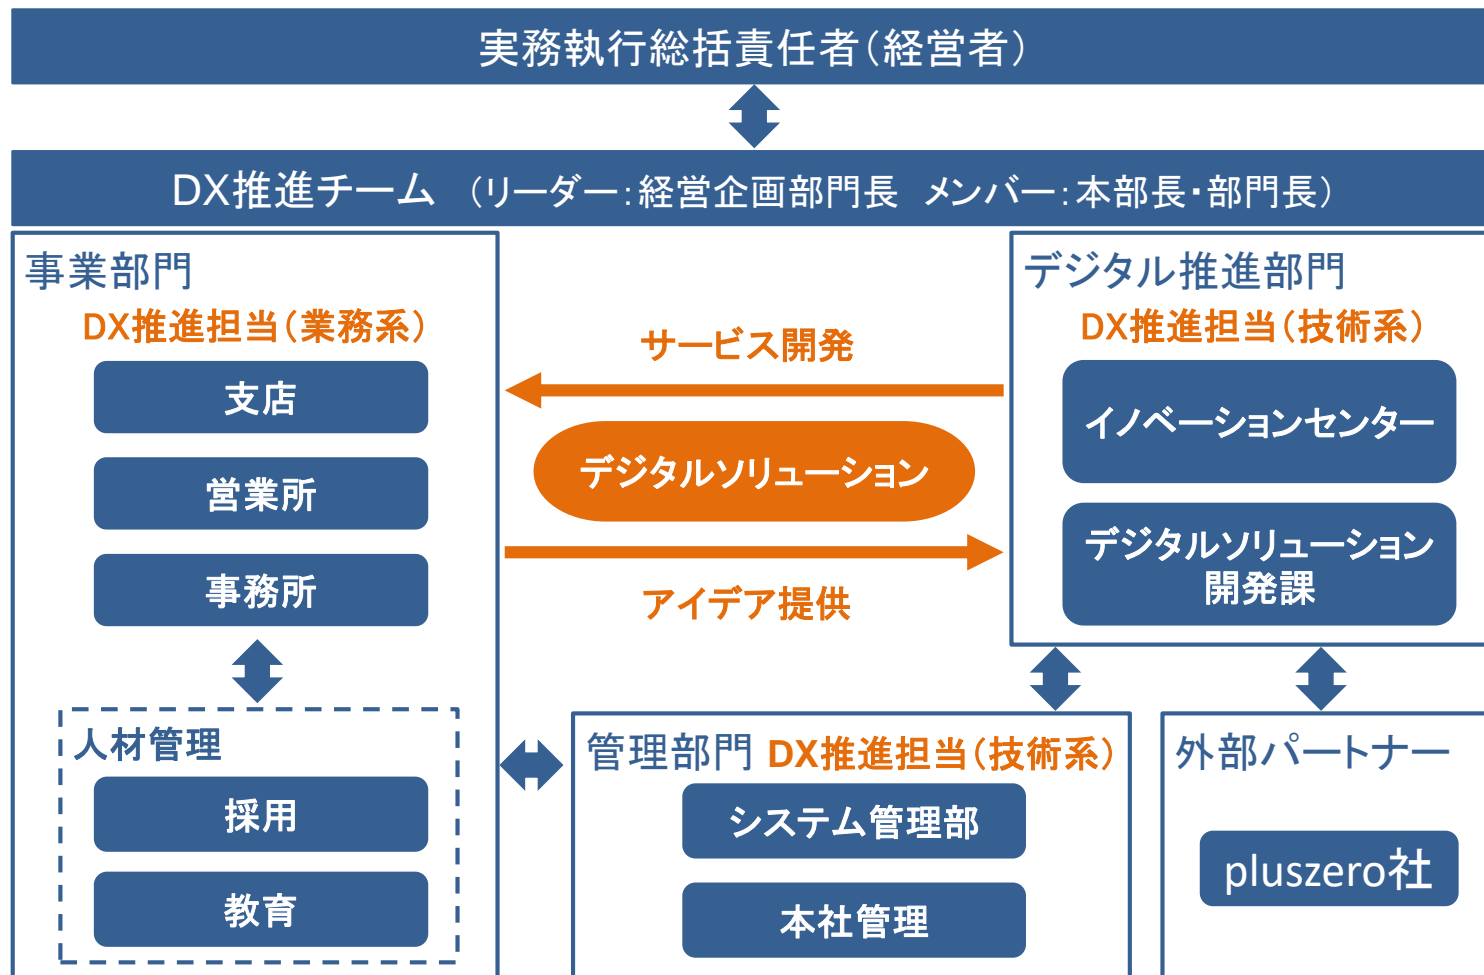 実務執行総括責任者（経営者）
DX推進チーム （リーダー：経営企画部門長 メンバー：本部長・部門長）
事業部門
DX推進担当（業務系）
支店
営業所
事務所
人材管理
採用
教育
サービス開発
デジタルソリューション
アイデア提供
デジタル推進部門
DX推進担当（技術系）
イノベーションセンター
デジタルソリューション
開発課
管理部門 DX推進担当（技術系）
システム管理部
本社管理
外部パートナー
pluszero社